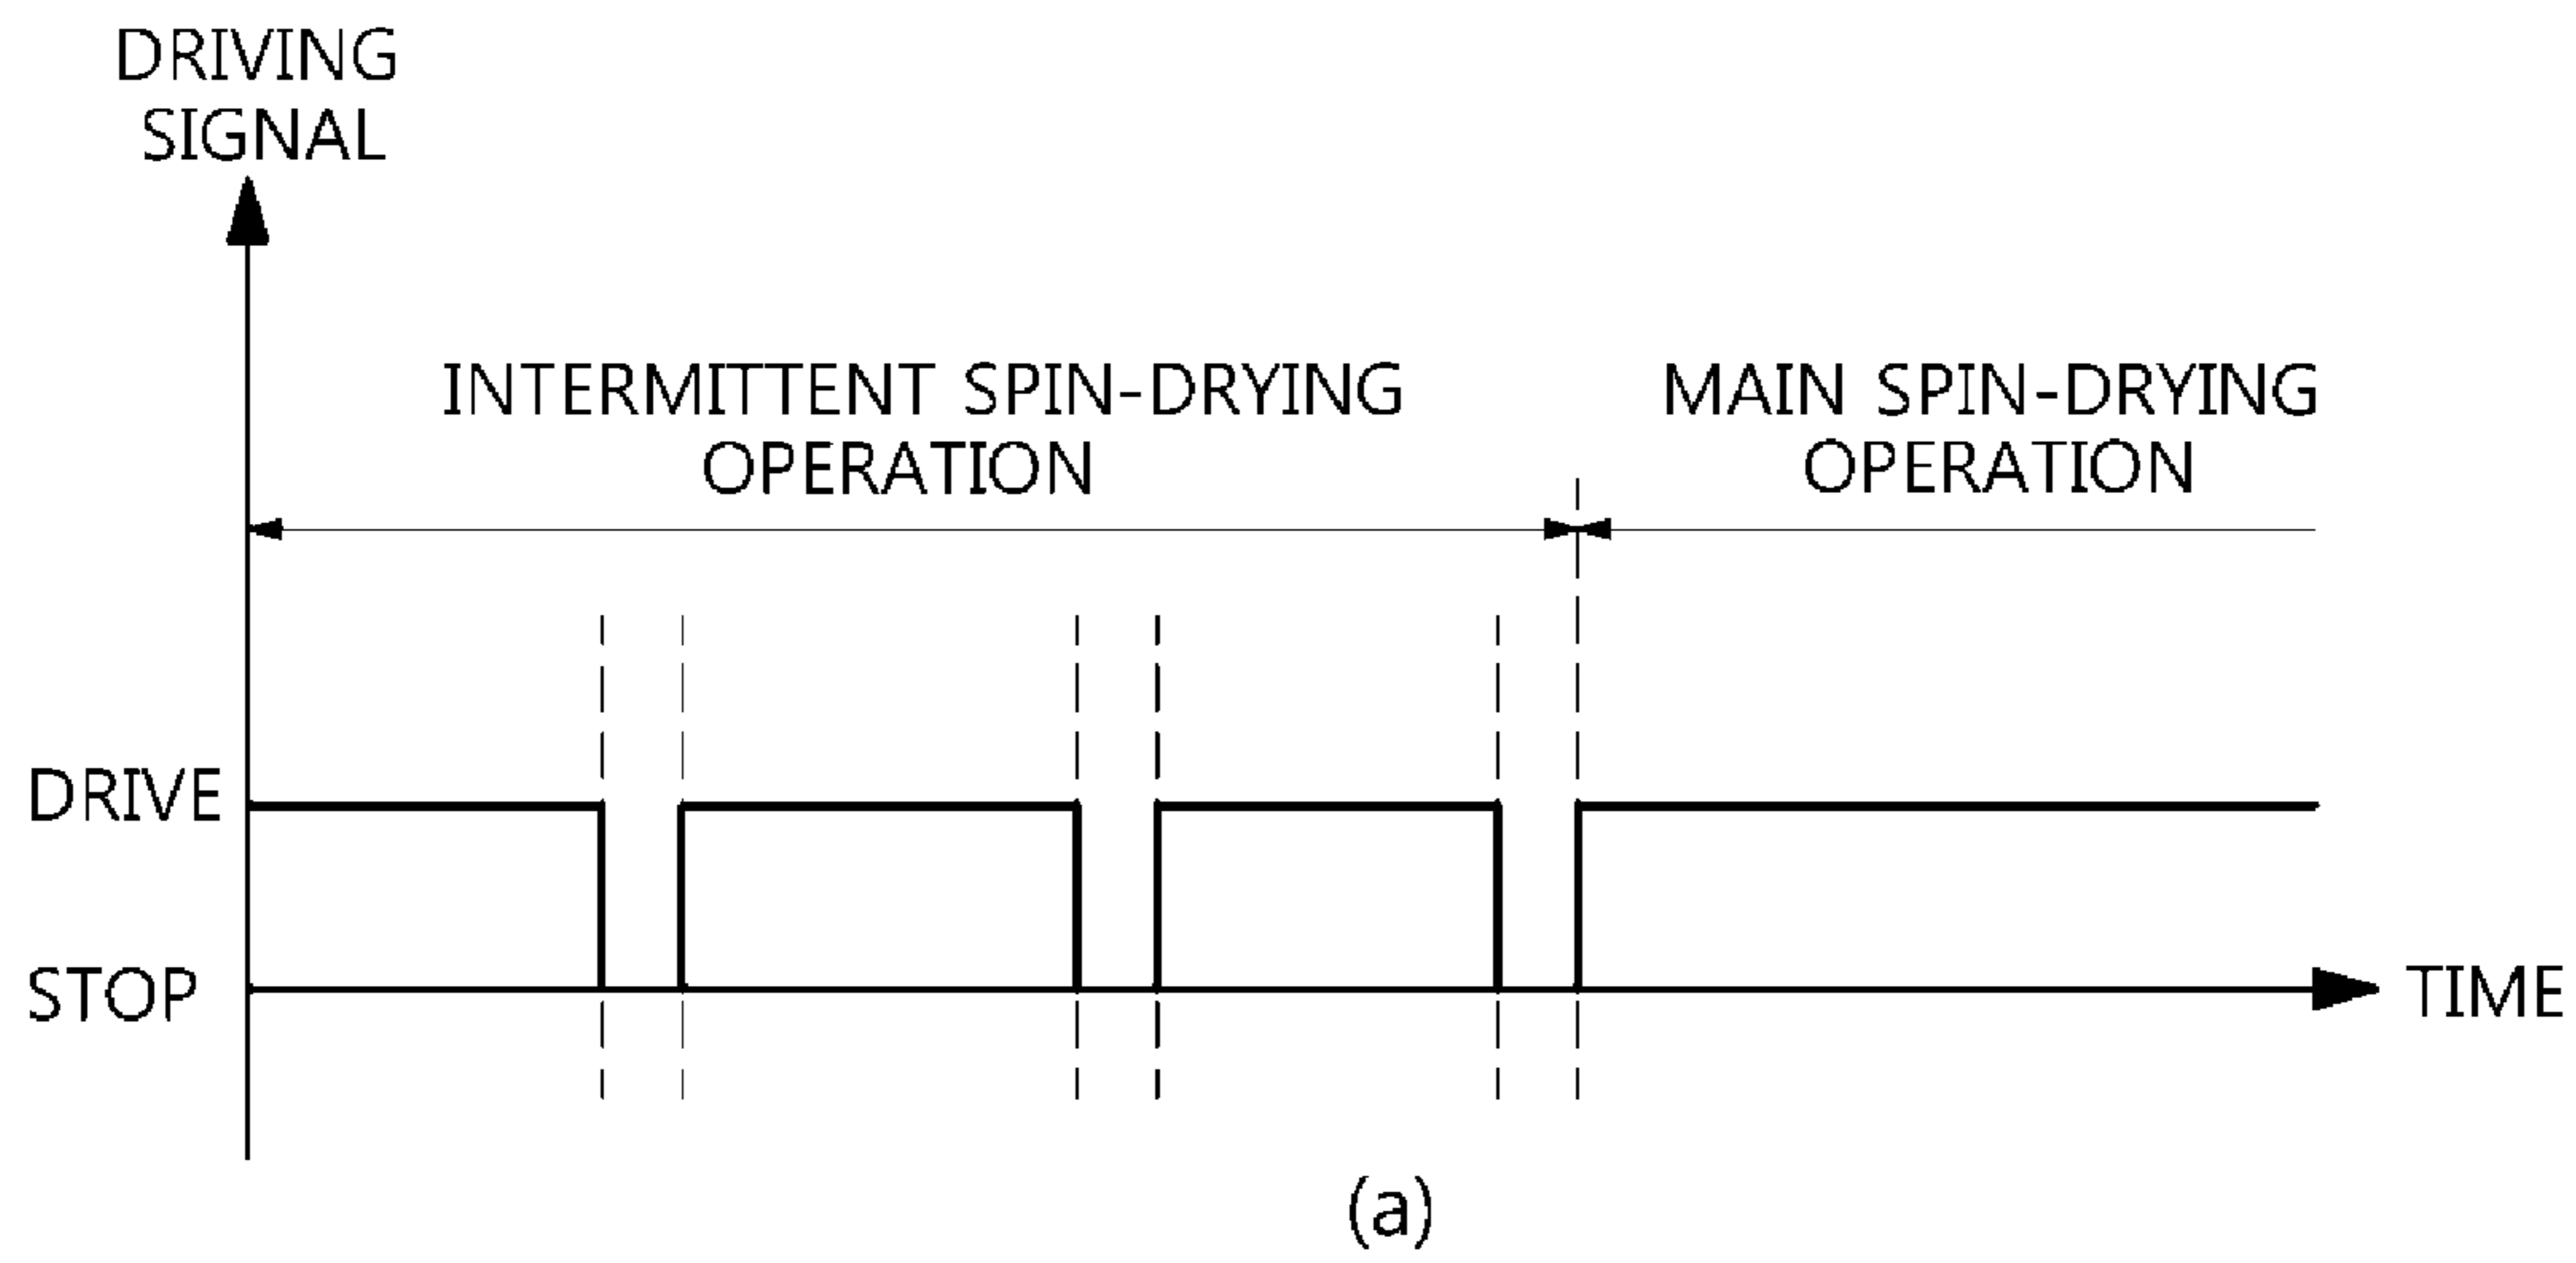 DRIVING
SIGNAL
INTERMITTENT SPIN-DRYING
OPERATION
MAIN SPIN-DRYING
OPERATION
DRIVE
STOP
TIME
(a)